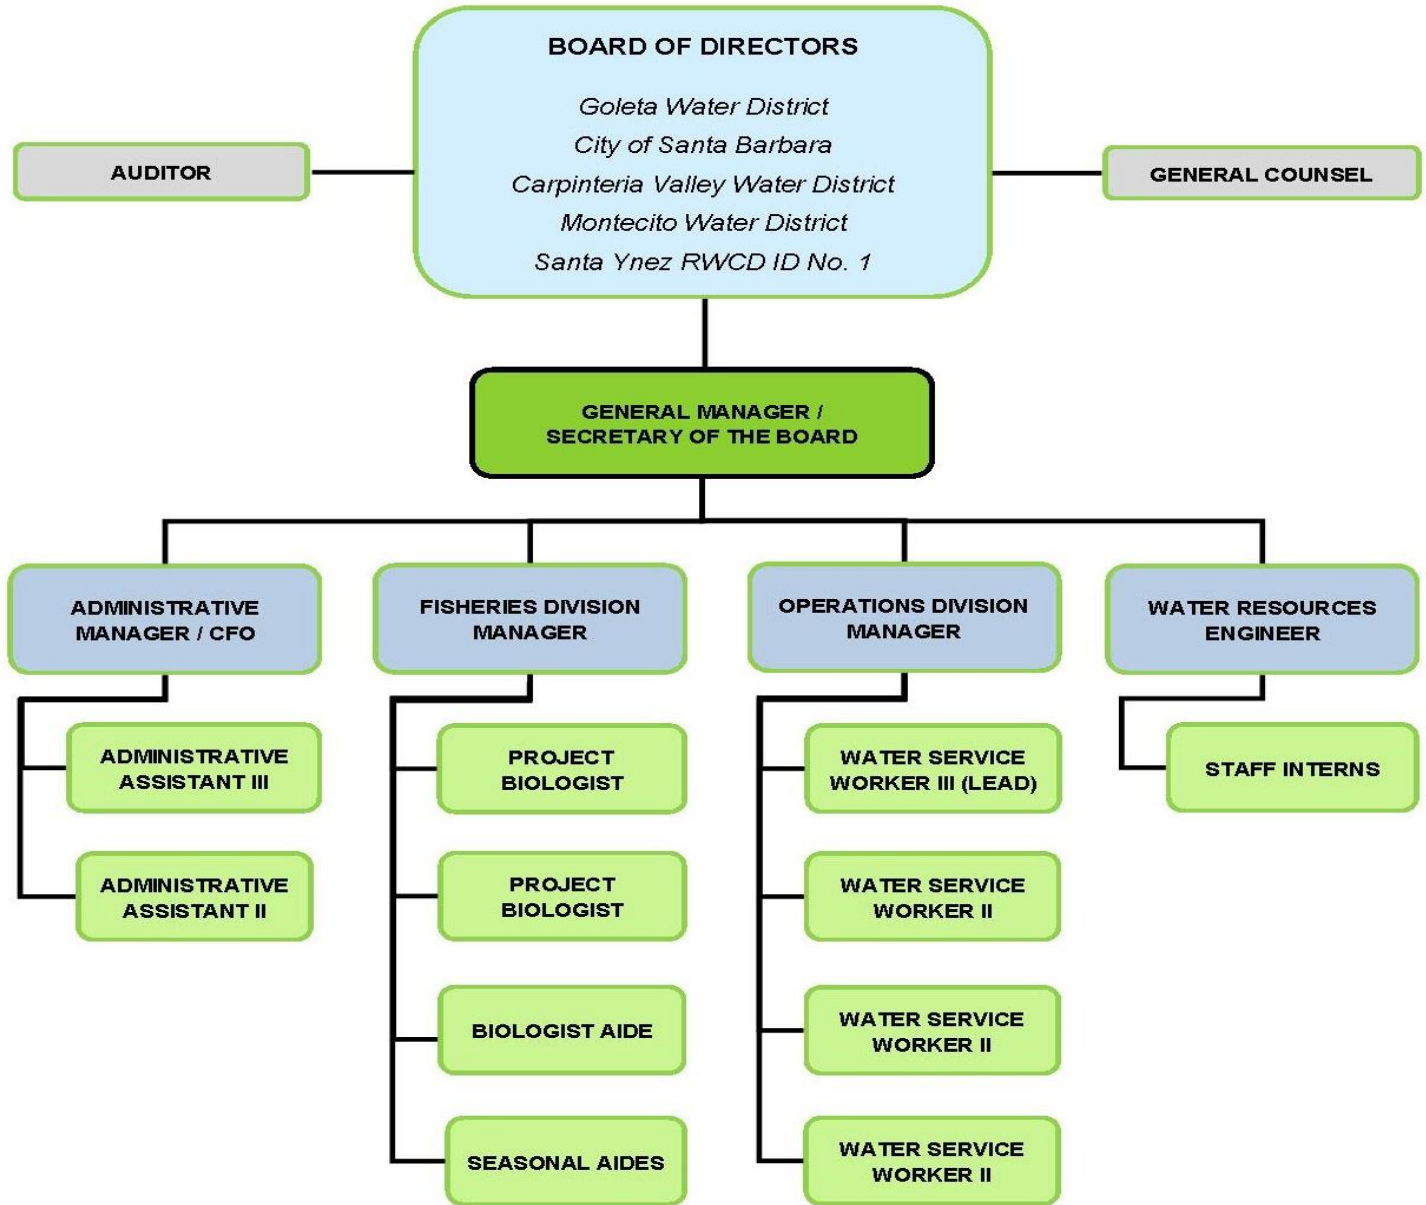 BOARD OF DIRECTORS
Goleta Water District
City of Santa Barbara
Carpinteria Valley Water District
Montecito Water District
Santa Ynez RWCD ID No. 1
AUDITOR
GENERAL COUNSEL
GENERAL MANAGER /
SECRETARY OF THE BOARD
ADMINISTRATIVE
MANAGER / CFO
FISHERIES DIVISION
MANAGER
OPERATIONS DIVISION
MANAGER
WATER RESOURCES
ENGINEER
ADMINISTRATIVE
ASSISTANT III
PROJECT
BIOLOGIST
WATER SERVICE
WORKER III (LEAD)
STAFF INTERNS
ADMINISTRATIVE
ASSISTANT II
PROJECT
BIOLOGIST
WATER SERVICE
WORKER II
BIOLOGIST AIDE
WATER SERVICE
WORKER II
SEASONAL AIDES
WATER SERVICE
WORKER II